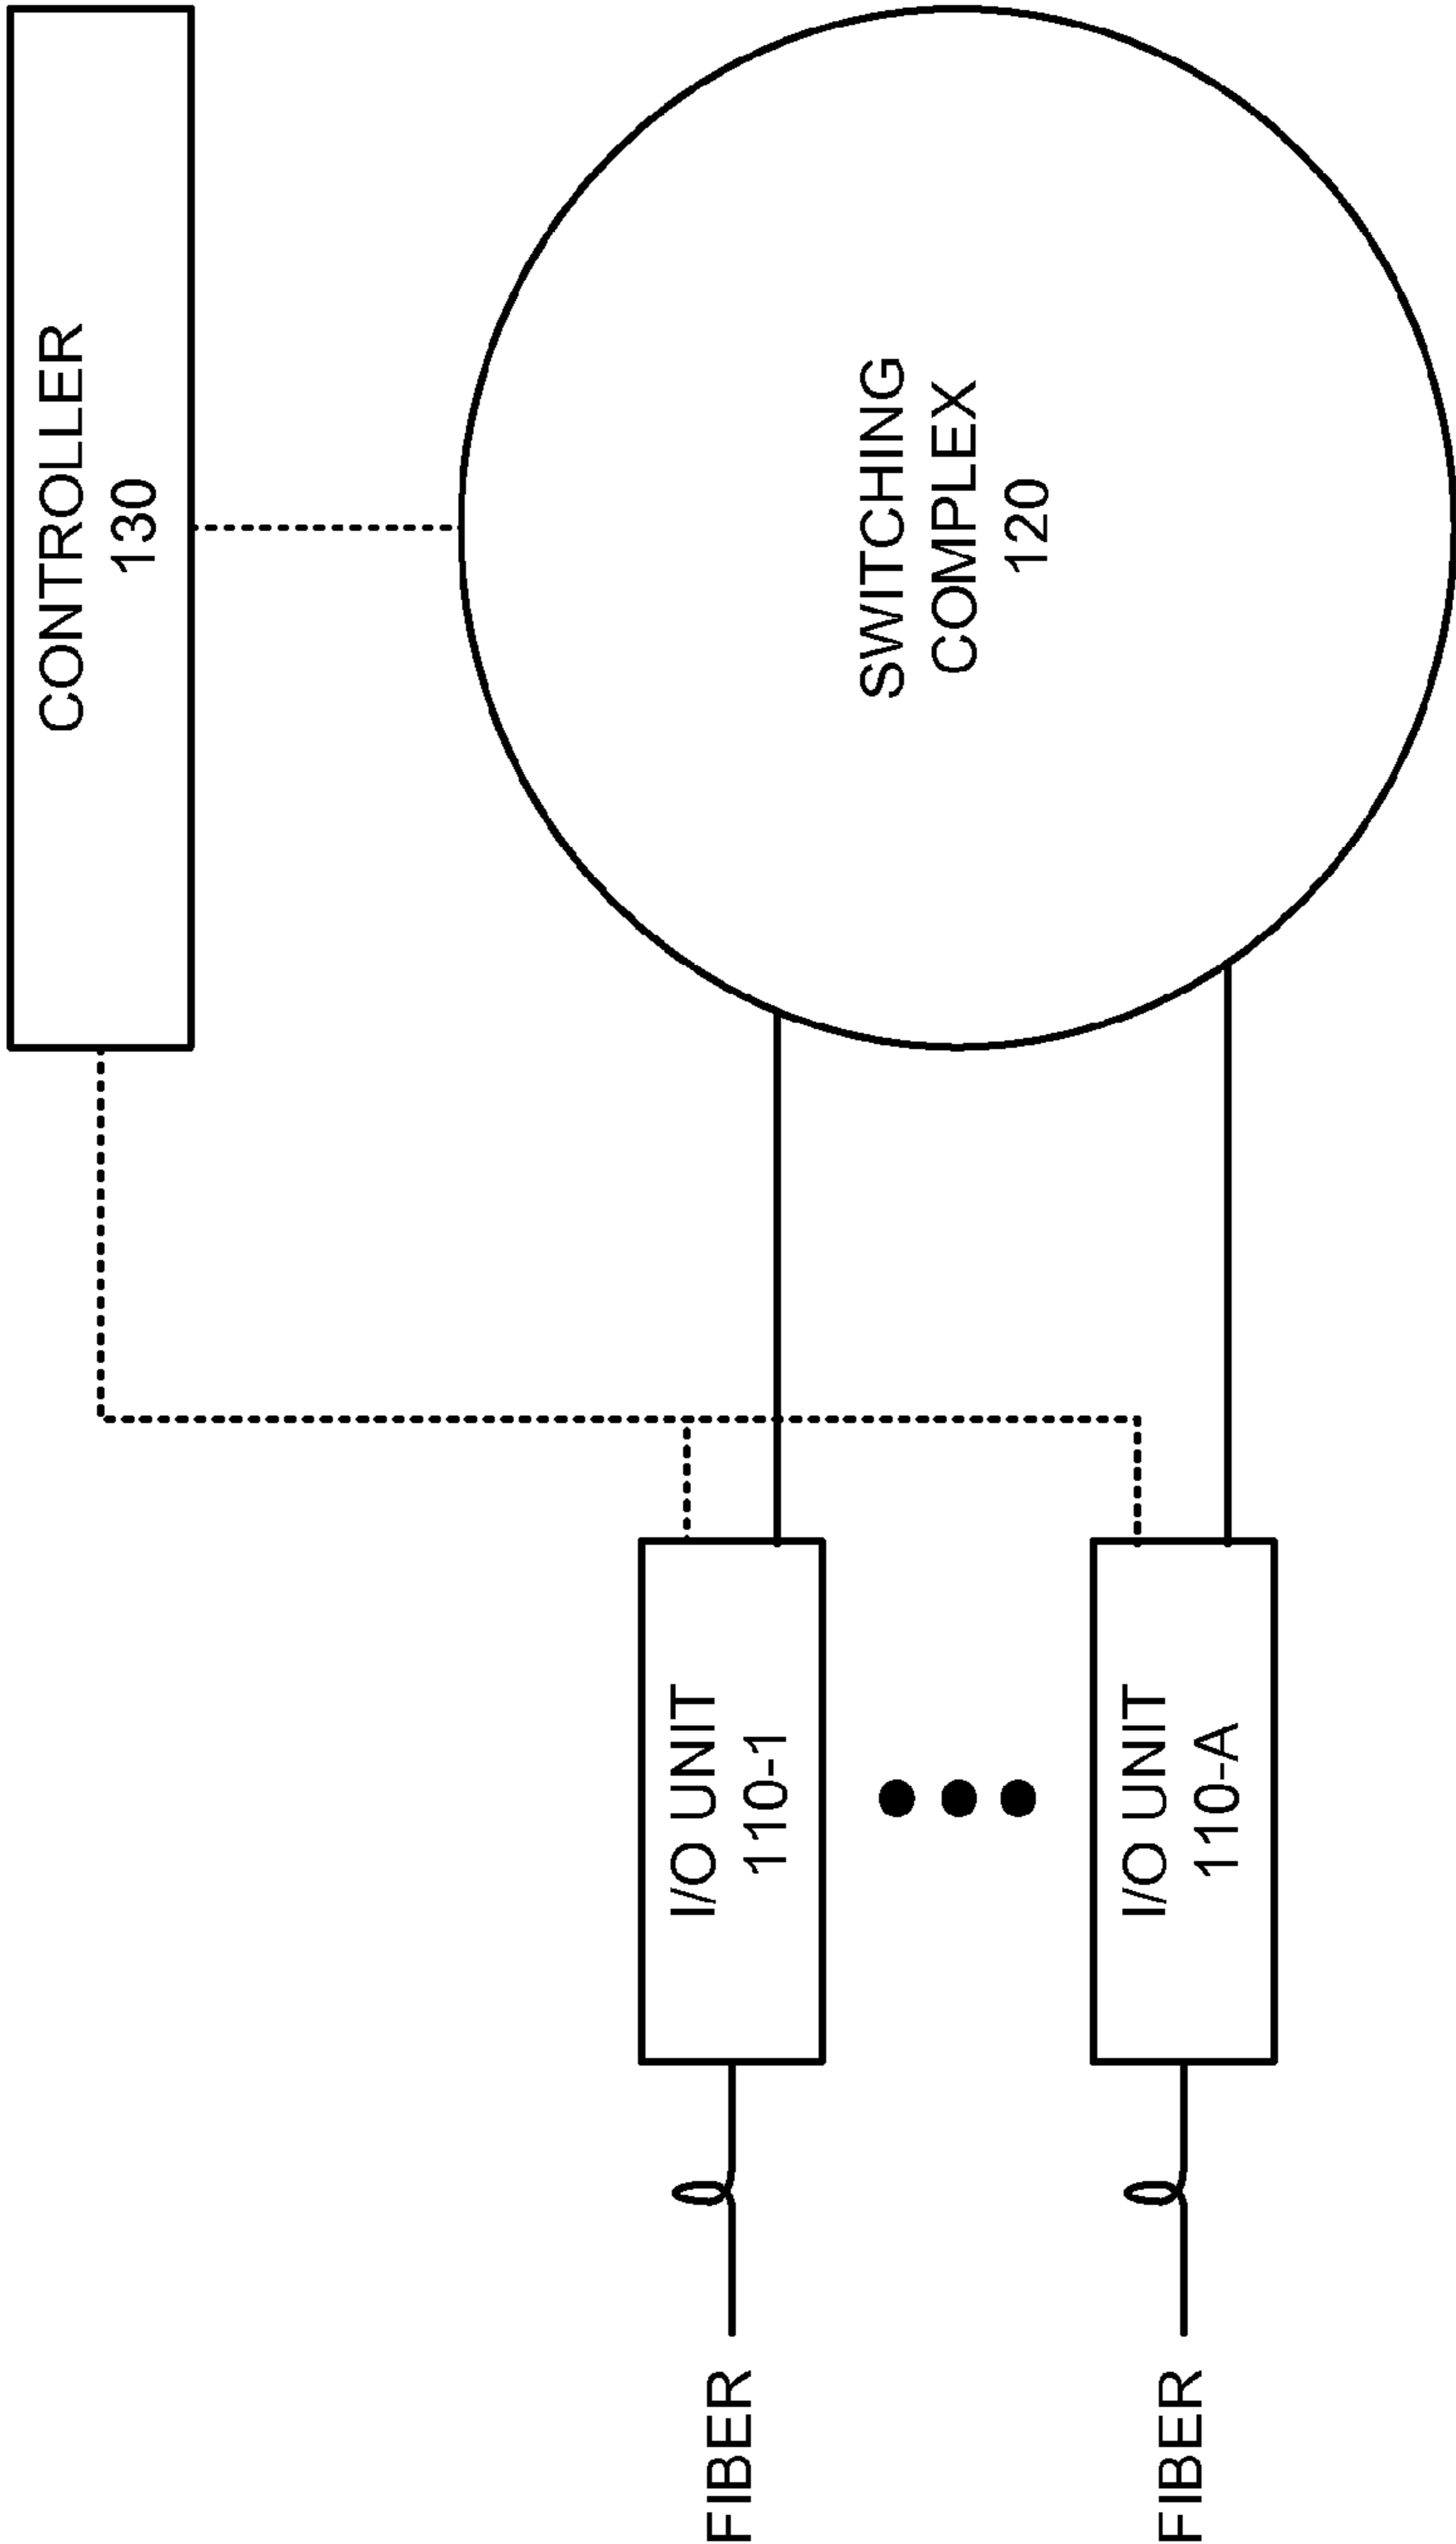 CONTROLLER
130
FIBER
I/O UNIT
110-1
SWITCHING
COMPLEX
120
FIBER
I/O UNIT
110-A